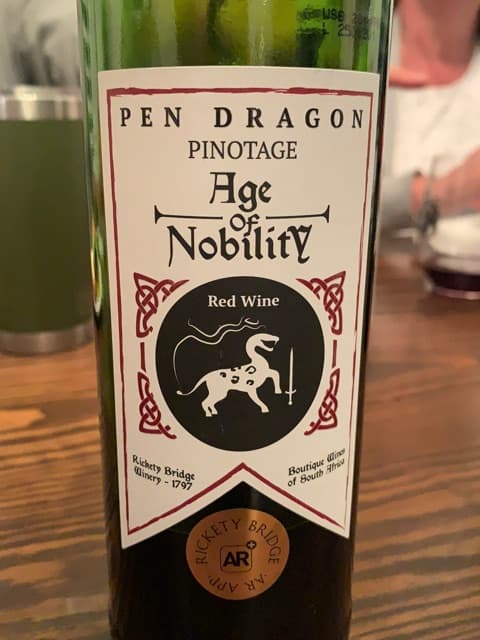 PEN DRAGON
PINOTAGE
Age
of
Nobility
Red Wine
Rickety Bridge
Winery - 1797
Boutique Wines
of South Africa
RICKETY BRIDGE
AR
· AR APP ·